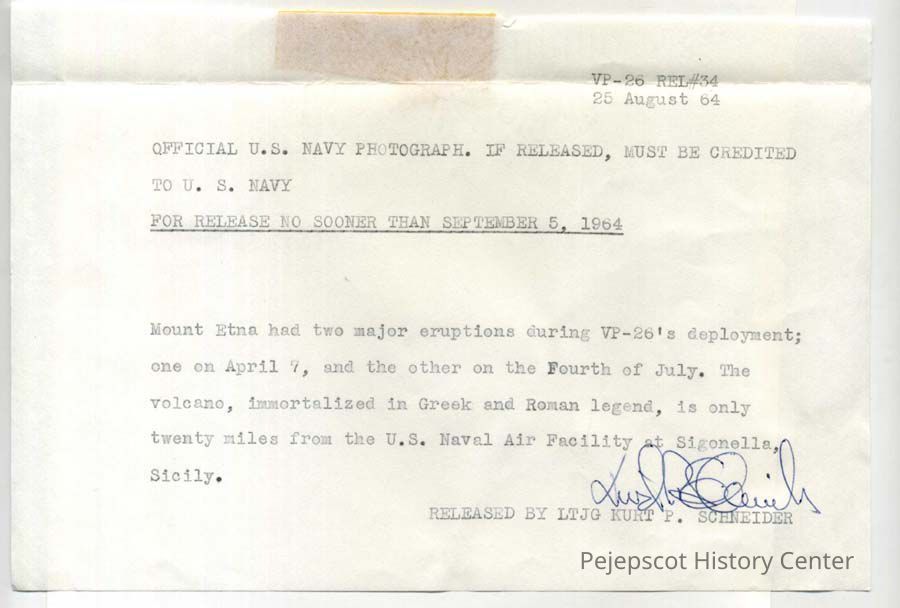 VP-26 REL#34
25 August 64
OFFICIAL U.S. NAVY PHOTOGRAPH. IF RELEASED, MUST BE CREDITED
TO U. S. NAVY
FOR RELEASE NO SOONER THAN SEPTEMBER 5, 1964
Mount Etna had two major eruptions during VP-26's deployment;
one on April 7, and the other on the Fourth of July. The
volcano, immortalized in Greek and Roman legend, is only
twenty miles from the U.S. Naval Air Facility at Sigonella,
Sicily.
RELEASED BY LTJG KURT P. SCHNEIDER
Pejepscot History Center